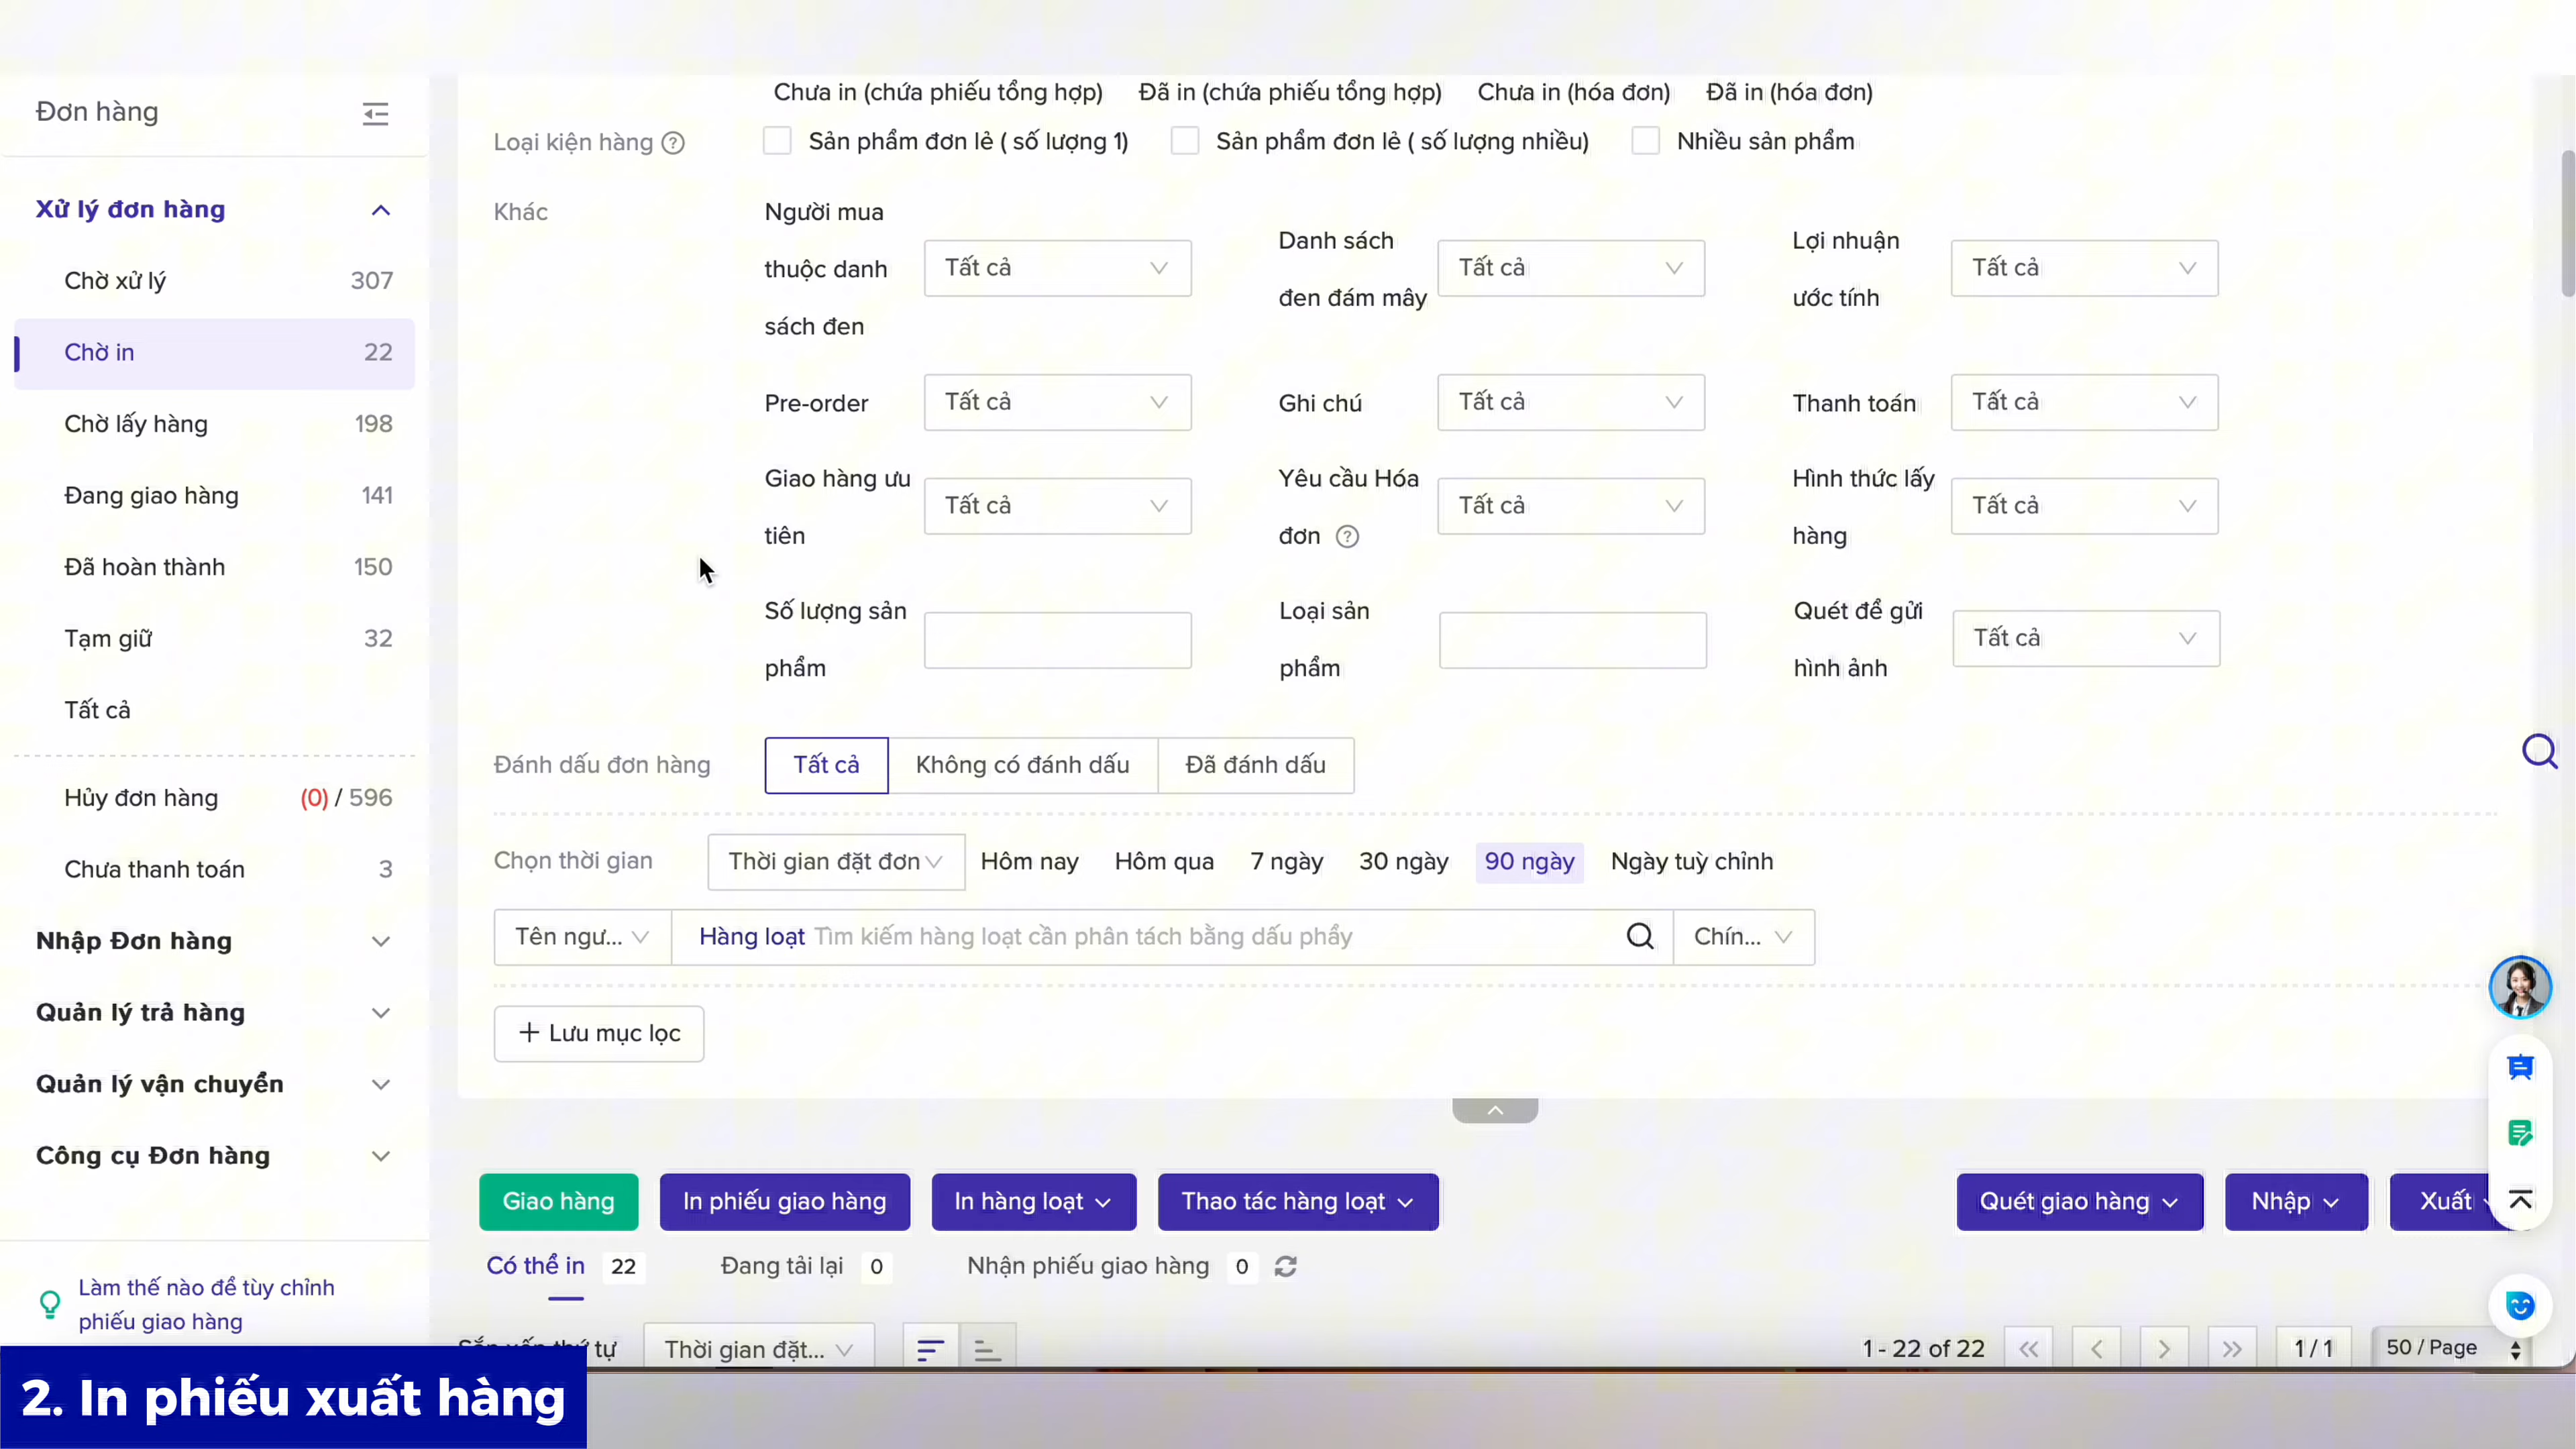 Đơn hàng
Xử lý đơn hàng
Chờ xử lý 307
Chờ in 22
Chờ lấy hàng 198
Đang giao hàng 141
Đã hoàn thành 150
Tạm giữ 32
Tất cả
Hủy đơn hàng (0) / 596
Chưa thanh toán 3
Nhập Đơn hàng
Quản lý trả hàng
Quản lý vận chuyển
Công cụ Đơn hàng
Làm thế nào để tùy chỉnh
phiếu giao hàng
Chưa in (chứa phiếu tổng hợp) Đã in (chứa phiếu tổng hợp) Chưa in (hóa đơn) Đã in (hóa đơn)
Loại kiện hàng ? Sản phẩm đơn lẻ ( số lượng 1) Sản phẩm đơn lẻ ( số lượng nhiều) Nhiều sản phẩm
Khác
Người mua
thuộc danh
sách đen
Tất cả
Danh sách
đen đám mây
Tất cả
Lợi nhuận
ước tính
Tất cả
Pre-order Tất cả Ghi chú Tất cả Thanh toán Tất cả
Giao hàng ưu
tiên
Tất cả
Yêu cầu Hóa
đơn ?
Tất cả
Hình thức lấy
hàng
Tất cả
Số lượng sản
phẩm
Loại sản
phẩm
Quét để gửi
hình ảnh
Tất cả
Đánh dấu đơn hàng Tất cả Không có đánh dấu Đã đánh dấu
Chọn thời gian Thời gian đặt đơn Hôm nay Hôm qua 7 ngày 30 ngày 90 ngày Ngày tuỳ chỉnh
Tên ngư... Hàng loạt Tìm kiếm hàng loạt cần phân tách bằng dấu phẩy Chín...
+ Lưu mục lọc
Giao hàng In phiếu giao hàng In hàng loạt Thao tác hàng loạt Quét giao hàng Nhập Xuất
Có thể in 22 Đang tải lại 0 Nhận phiếu giao hàng 0
tự Thời gian đặt... 1 - 22 of 22 1 / 1 50 / Page
2. In phiếu xuất hàng